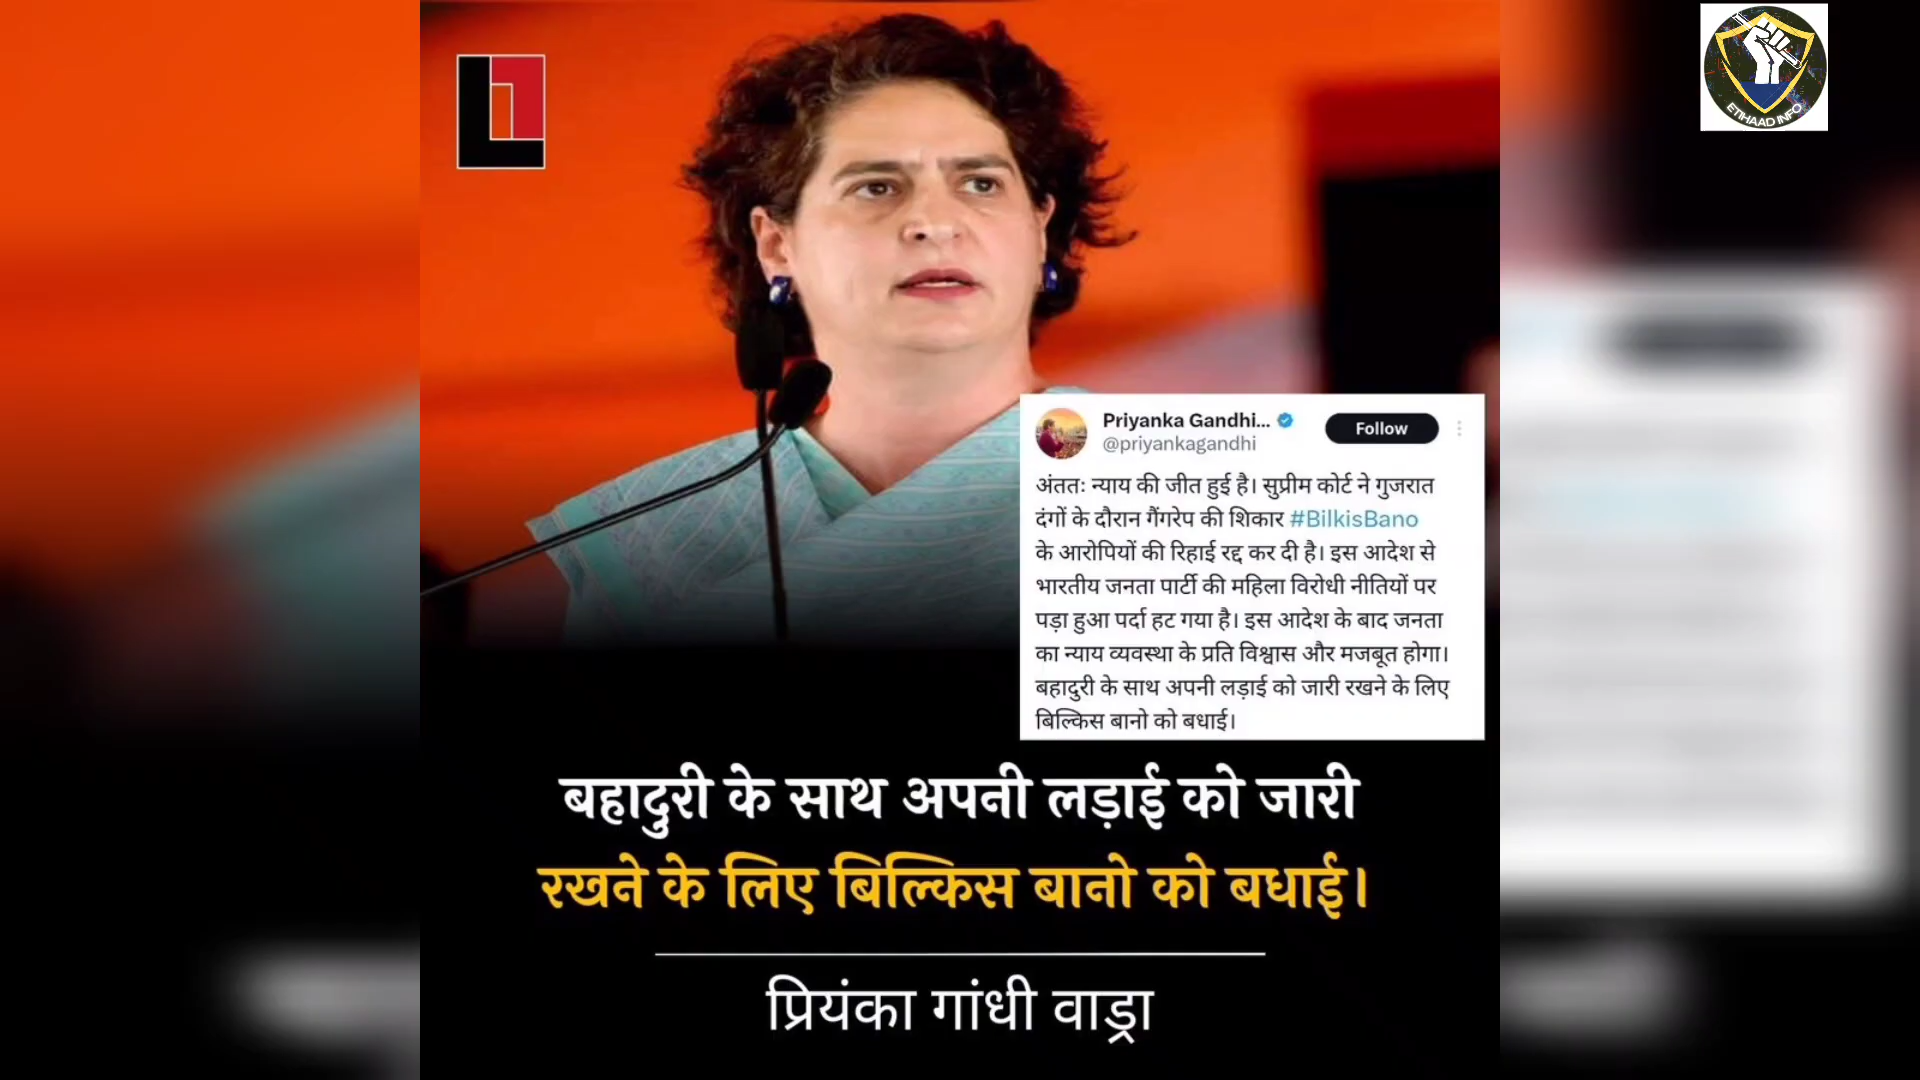 ETIHAAD INFO
Priyanka Gandhi...
@priyankagandhi
Follow
अंततः न्याय की जीत हुई है। सुप्रीम कोर्ट ने गुजरात
दंगों के दौरान गैंगरेप की शिकार #BilkisBano
के आरोपियों की रिहाई रद्द कर दी है। इस आदेश से
भारतीय जनता पार्टी की महिला विरोधी नीतियों पर
पड़ा हुआ पर्दा हट गया है। इस आदेश के बाद जनता
का न्याय व्यवस्था के प्रति विश्वास और मजबूत होगा।
बहादुरी के साथ अपनी लड़ाई को जारी रखने के लिए
बिल्किस बानो को बधाई।
बहादुरी के साथ अपनी लड़ाई को जारी
रखने के लिए बिल्किस बानो को बधाई।
प्रियंका गांधी वाड्रा